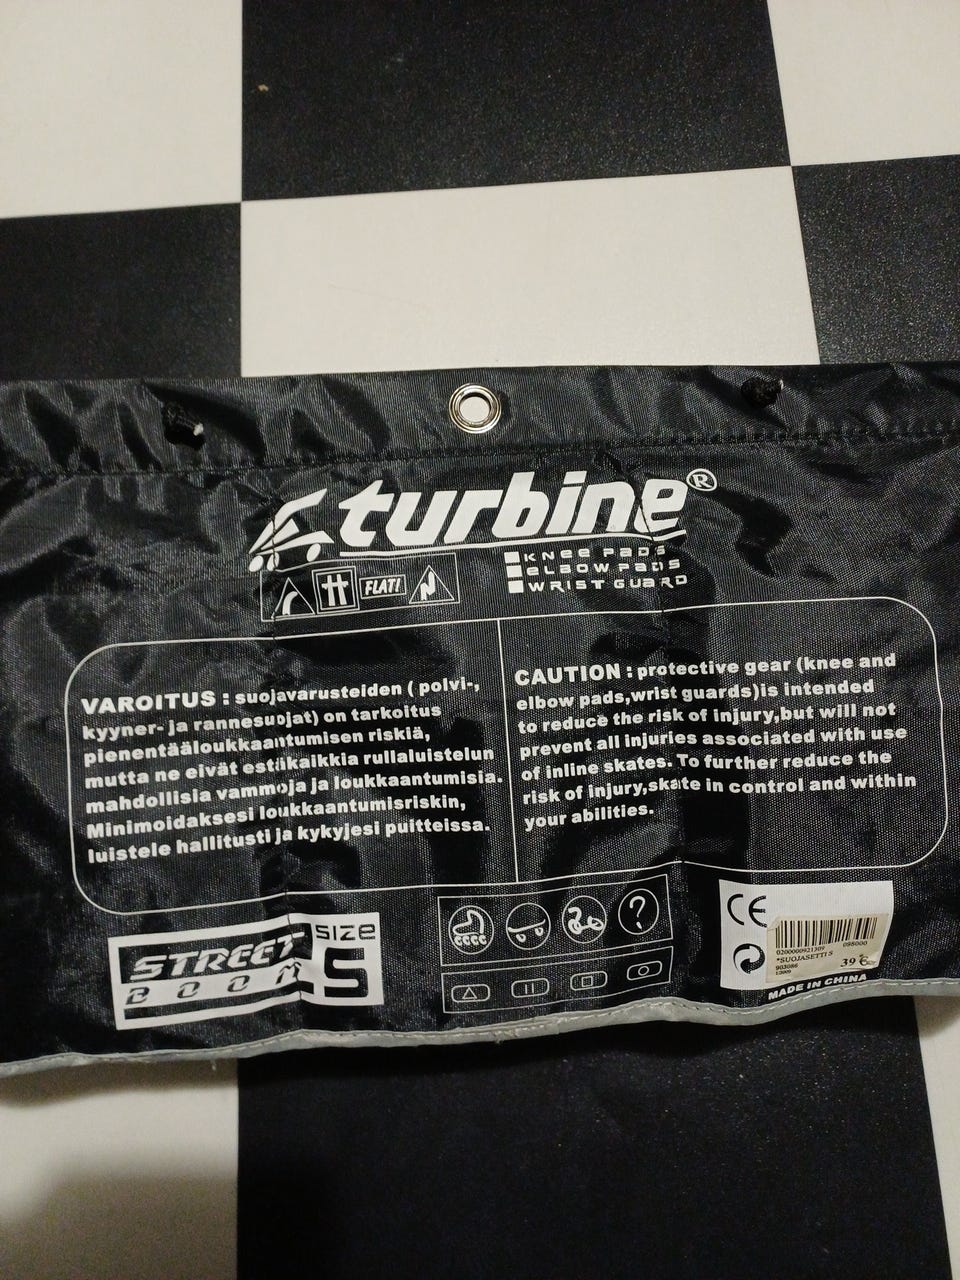 turbine®
FLAT!
KNEE PADS
ELBOW PADS
WRIST GUARD
VAROITUS : suojavarusteiden ( polvi-,
kyyner- ja rannesuojat) on tarkoitus
pienentääloukkaantumisen riskiä,
mutta ne eivät estäkaikkia rullaluistelun
mahdollisia vammoja ja loukkaantumisia.
Minimoidaksesi loukkaantumisriskin,
luistele hallitusti ja kykyjesi puitteissa.
CAUTION : protective gear (knee and
elbow pads,wrist guards)is intended
to reduce the risk of injury,but will not
prevent all injuries associated with use
of inline skates. To further reduce the
risk of injury,skate in control and within
your abilities.
STREET
size
S
?
CE
0200000921309 098000
*SUOJASETTI S
903086
39 €
MADE IN CHINA